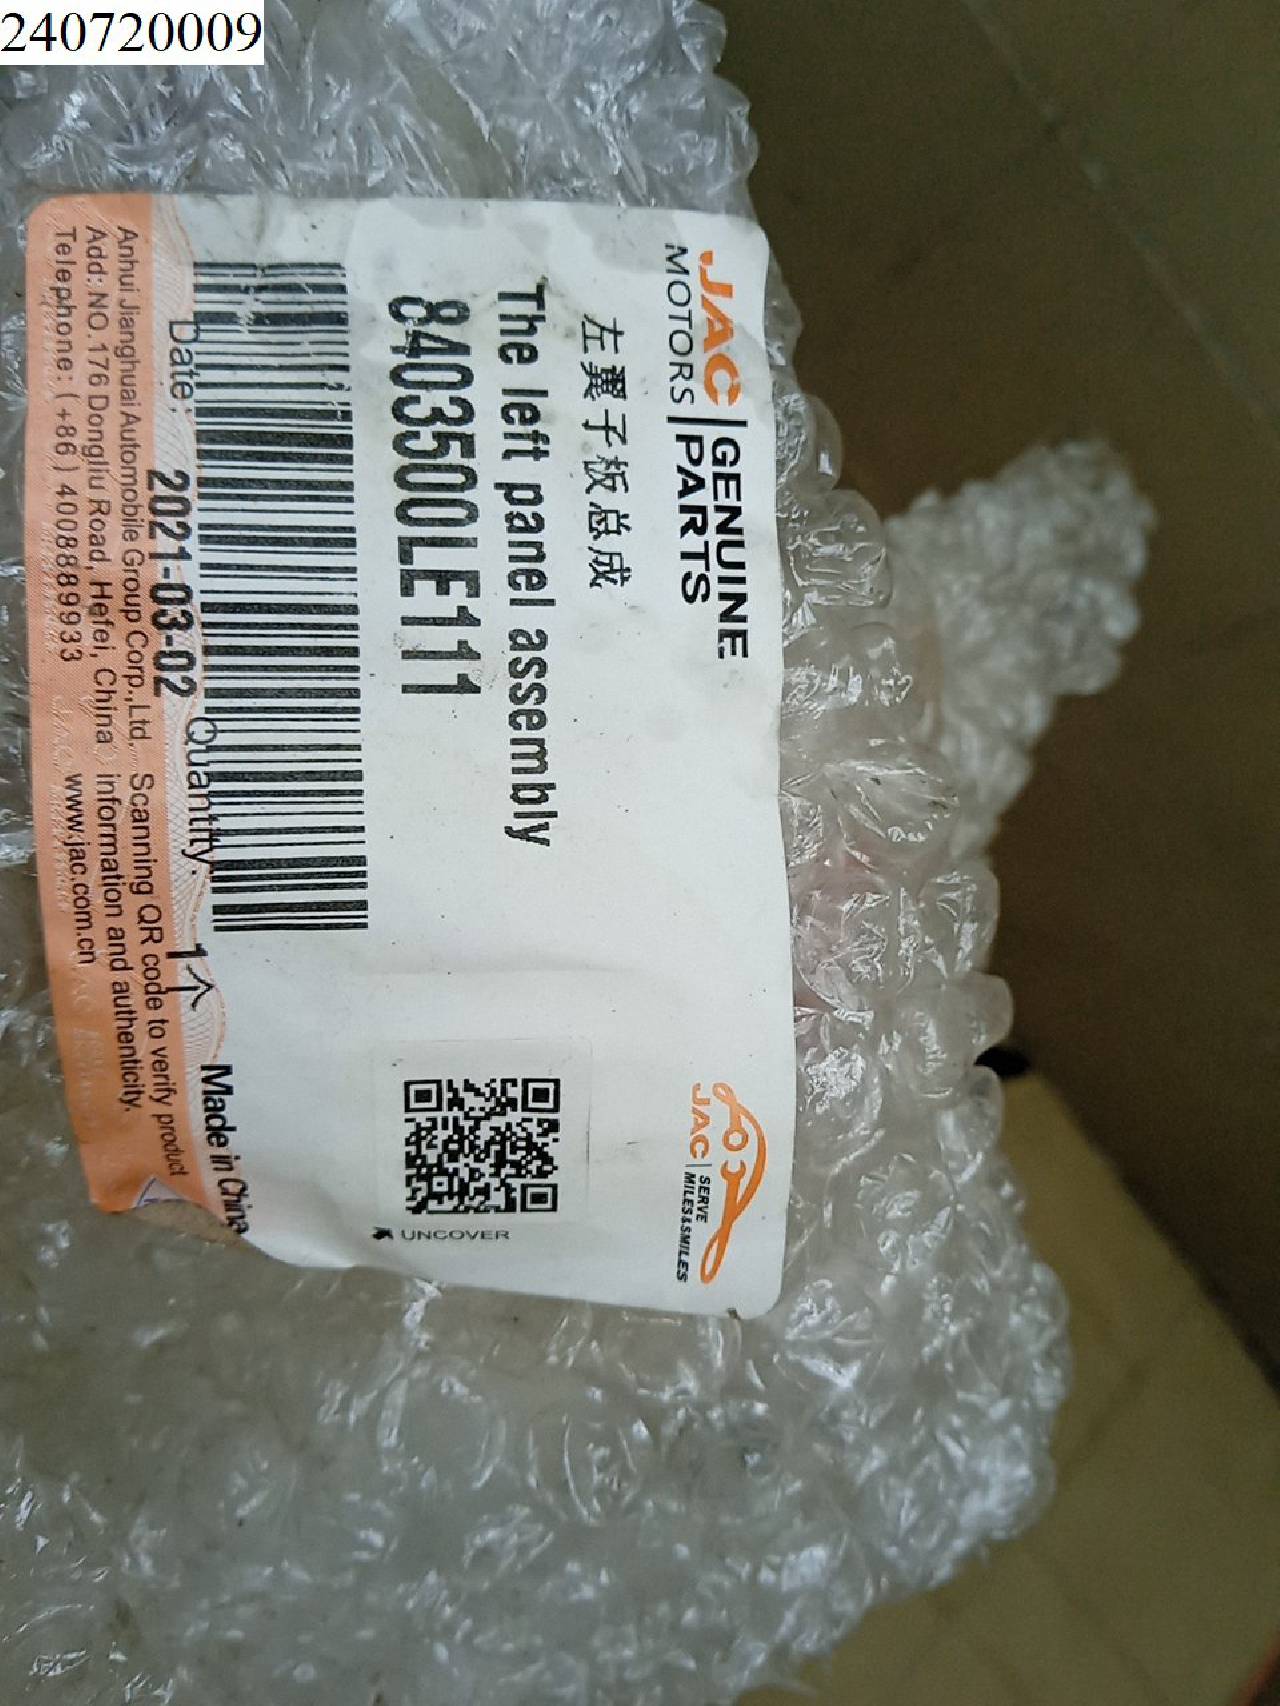 240720009
JAC
MOTORS
GENUINE
PARTS
JAC
SERVE
MILES&SMILES
左翼子板总成
The left panel assembly
840350OLE111
UNCOVER
Date: 2021-03-02 Quantity: 1个 Made in China
Anhui Jianghuai Automobile Group Corp.,Ltd.
Add: NO.176 Dongliu Road, Hefei, China
Telephone: (+86) 4008889933
Scanning QR code to verify product
information and authenticity.
www.jac.com.cn